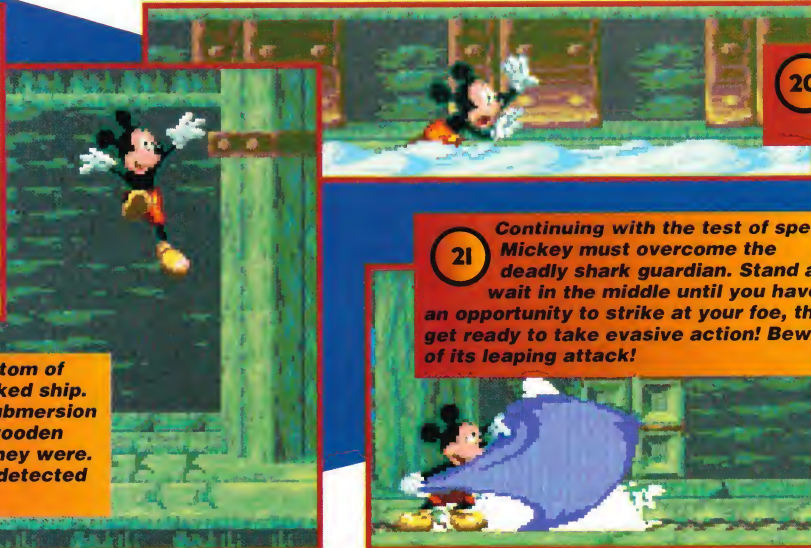 20
21
Continuing with the test of spe
Mickey must overcome the
deadly shark guardian. Stand a
wait in the middle until you have
an opportunity to strike at your foe, th
get ready to take evasive action! Bew
of its leaping attack!
tom of
ked ship.
ubmersion
ooden
ey were.
detected